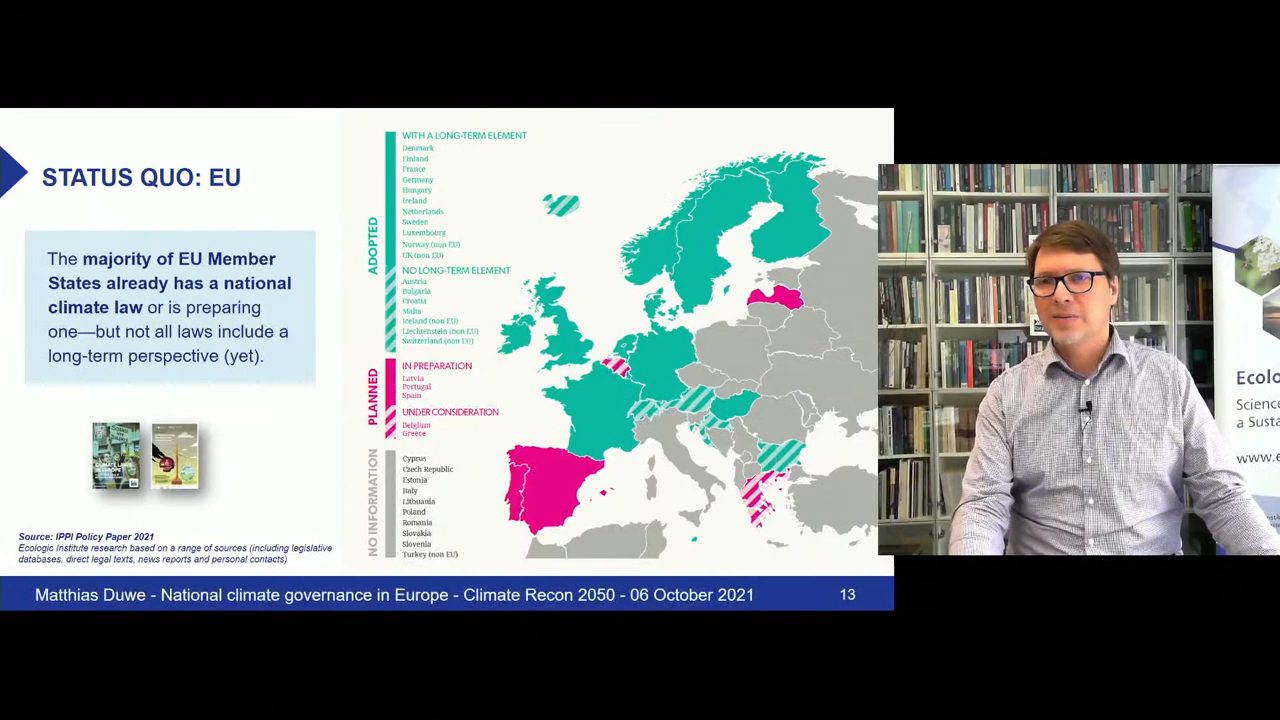 STATUS QUO: EU
The majority of EU Member
States already has a national
climate law or is preparing
one—but not all laws include a
long-term perspective (yet).
Source: IPPI Policy Paper 2021
Ecologic Institute research based on a range of sources (including legislative
databases, direct legal texts, news reports and personal contacts)
ADOPTED
WITH A LONG-TERM ELEMENT
Denmark
Finland
France
Germany
Hungary
Ireland
Netherlands
Sweden
Luxembourg
Norway (non EU)
UK (non EU)
NO LONG-TERM ELEMENT
Austria
Bulgaria
Croatia
Malta
Iceland (non EU)
Liechtenstein (non EU)
Switzerland (non EU)
PLANNED
IN PREPARATION
Latvia
Portugal
Spain
UNDER CONSIDERATION
Belgium
Greece
NO INFORMATION
Cyprus
Czech Republic
Estonia
Italy
Lithuania
Poland
Romania
Slovakia
Slovenia
Turkey (non EU)
Matthias Duwe - National climate governance in Europe - Climate Recon 2050 - 06 October 2021
13
Ecolo
Science
a Susta
www.e